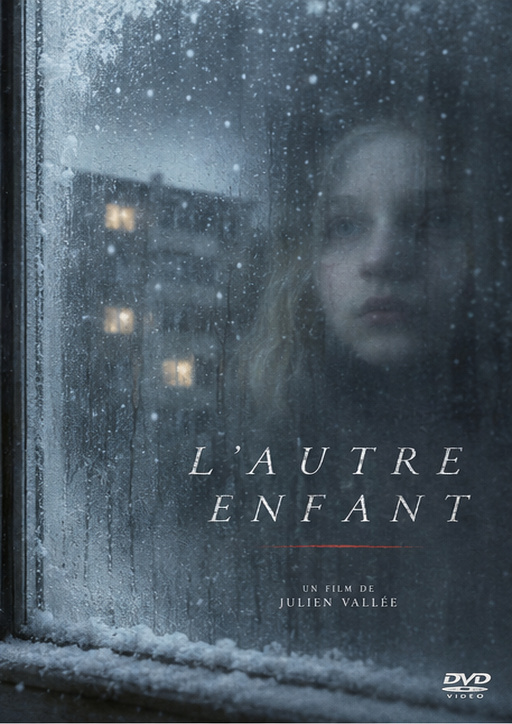 L'AUTRE
ENFANT
UN FILM DE
JULIEN VALLÉE
DVD
VIDEO